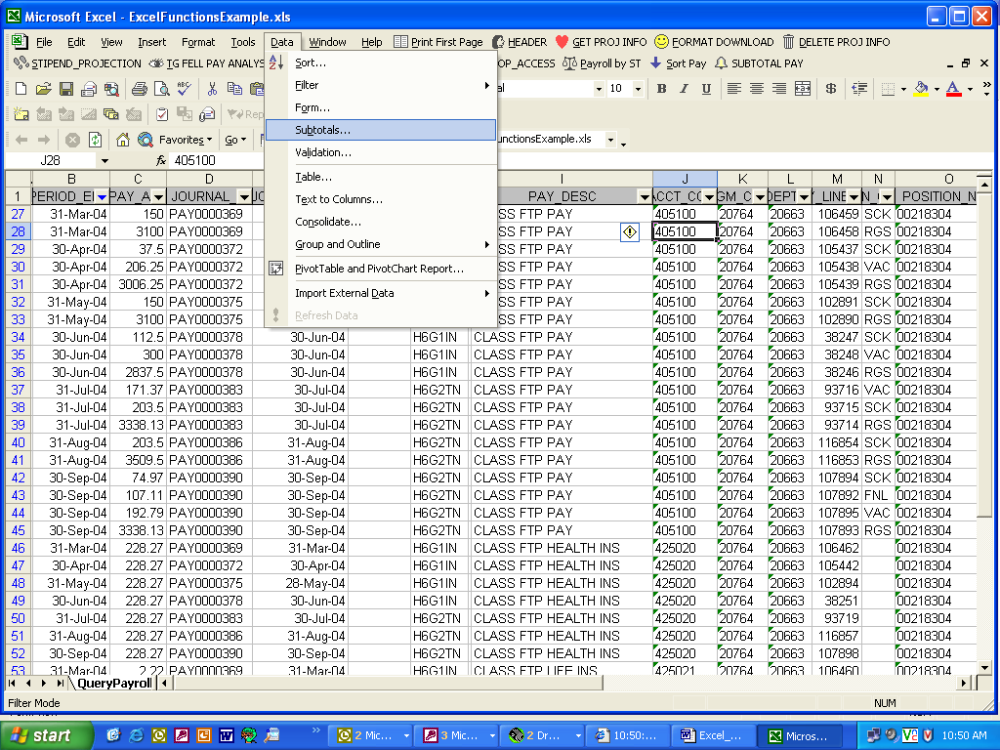 Microsoft Excel - ExcelFunctionsExample.xls
File Edit View Insert Format Tools Data Window Help Print First Page HEADER GET PROJ INFO FORMAT DOWNLOAD DELETE PROJ INFO
STIPEND_PROJECTION TG FELL PAY ANALYS OP_ACCESS Payroll by ST Sort Pay SUBTOTAL PAY
al 10 B I U $ A
Rep
Favorites Go unctionsExample.xls
J28 fx 405100
Sort...
Filter
Form...
Subtotals...
Validation...
Table...
Text to Columns...
Consolidate...
Group and Outline
PivotTable and PivotChart Report...
Import External Data
Refresh Data
B C D I J K L M N O
1 PERIOD_E PAY_A JOURNAL_ JO PAY_DESC ACCT_CO GM_C DEPT Y_LINE N_ POSITION_N
27 31-Mar-04 150 PAY0000369 SS FTP PAY 405100 20764 20663 106459 SCK 00218304
28 31-Mar-04 3100 PAY0000369 SS FTP PAY 405100 20764 20663 106458 RGS 00218304
29 30-Apr-04 37.5 PAY0000372 SS FTP PAY 405100 20764 20663 105437 SCK 00218304
30 30-Apr-04 206.25 PAY0000372 SS FTP PAY 405100 20764 20663 105438 VAC 00218304
31 30-Apr-04 3006.25 PAY0000372 SS FTP PAY 405100 20764 20663 105439 RGS 00218304
32 31-May-04 150 PAY0000375 SS FTP PAY 405100 20764 20663 102891 SCK 00218304
33 31-May-04 3100 PAY0000375 SS FTP PAY 405100 20764 20663 102890 RGS 00218304
34 30-Jun-04 112.5 PAY0000378 30-Jun-04 H6G1IN CLASS FTP PAY 405100 20764 20663 38247 SCK 00218304
35 30-Jun-04 300 PAY0000378 30-Jun-04 H6G1IN CLASS FTP PAY 405100 20764 20663 38248 VAC 00218304
36 30-Jun-04 2837.5 PAY0000378 30-Jun-04 H6G1IN CLASS FTP PAY 405100 20764 20663 38246 RGS 00218304
37 31-Jul-04 171.37 PAY0000383 30-Jul-04 H6G2TN CLASS FTP PAY 405100 20764 20663 93716 VAC 00218304
38 31-Jul-04 203.5 PAY0000383 30-Jul-04 H6G2TN CLASS FTP PAY 405100 20764 20663 93715 SCK 00218304
39 31-Jul-04 3338.13 PAY0000383 30-Jul-04 H6G2TN CLASS FTP PAY 405100 20764 20663 93714 RGS 00218304
40 31-Aug-04 203.5 PAY0000386 31-Aug-04 H6G2TN CLASS FTP PAY 405100 20764 20663 116854 SCK 00218304
41 31-Aug-04 3509.5 PAY0000386 31-Aug-04 H6G2TN CLASS FTP PAY 405100 20764 20663 116853 RGS 00218304
42 30-Sep-04 74.97 PAY0000390 30-Sep-04 H6G2TN CLASS FTP PAY 405100 20764 20663 107894 SCK 00218304
43 30-Sep-04 107.11 PAY0000390 30-Sep-04 H6G2TN CLASS FTP PAY 405100 20764 20663 107892 FNL 00218304
44 30-Sep-04 192.79 PAY0000390 30-Sep-04 H6G2TN CLASS FTP PAY 405100 20764 20663 107895 VAC 00218304
45 30-Sep-04 3338.13 PAY0000390 30-Sep-04 H6G2TN CLASS FTP PAY 405100 20764 20663 107893 RGS 00218304
46 31-Mar-04 228.27 PAY0000369 31-Mar-04 H6G1IN CLASS FTP HEALTH INS 425020 20764 20663 106462 00218304
47 30-Apr-04 228.27 PAY0000372 30-Apr-04 H6G1IN CLASS FTP HEALTH INS 425020 20764 20663 105442 00218304
48 31-May-04 228.27 PAY0000375 28-May-04 H6G1IN CLASS FTP HEALTH INS 425020 20764 20663 102894 00218304
49 30-Jun-04 228.27 PAY0000378 30-Jun-04 H6G1IN CLASS FTP HEALTH INS 425020 20764 20663 38251 00218304
50 31-Jul-04 228.27 PAY0000383 30-Jul-04 H6G2TN CLASS FTP HEALTH INS 425020 20764 20663 93719 00218304
51 31-Aug-04 228.27 PAY0000386 31-Aug-04 H6G2TN CLASS FTP HEALTH INS 425020 20764 20663 116857 00218304
52 30-Sep-04 228.27 PAY0000390 30-Sep-04 H6G2TN CLASS FTP HEALTH INS 425020 20764 20663 107898 00218304
53 31-Mar-04 2.22 PAY0000369 31-Mar-04 H6G1IN CLASS FTP LIFE INS 425021 20764 20663 106460 00218304
QueryPayroll
Filter Mode NUM
start 2 Mic... 3 Mic... 2 Dr... 10:50:... Excel_... Micros... 10:50 AM